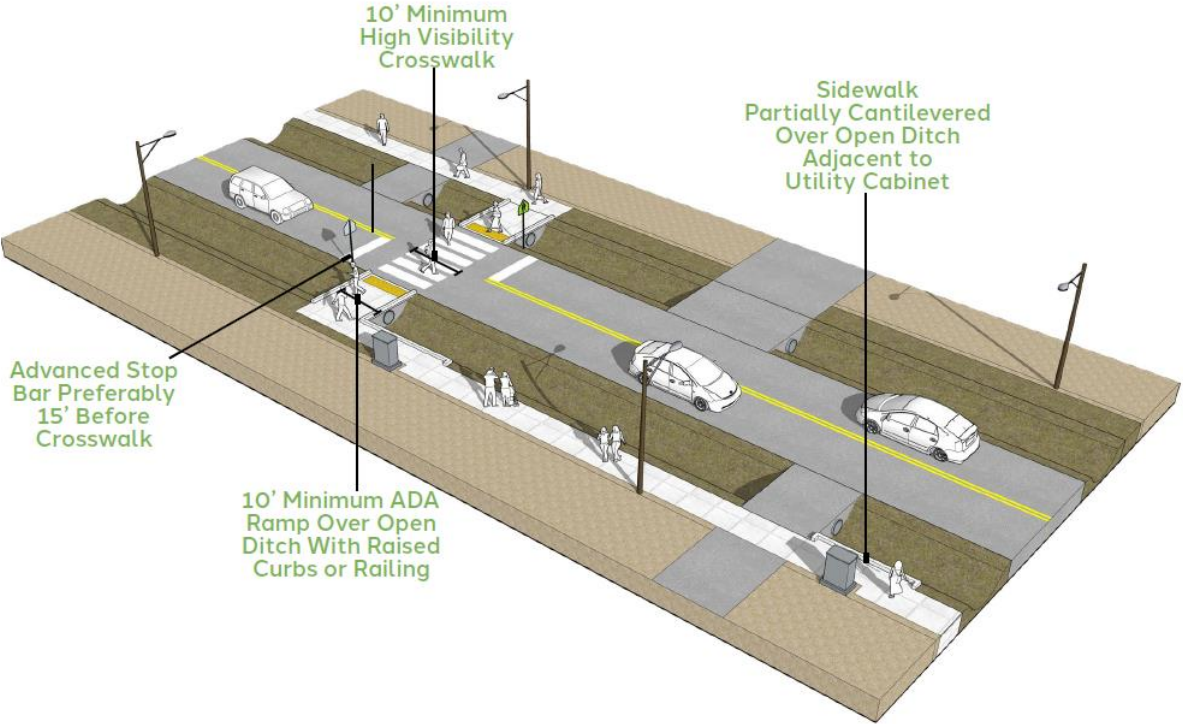 10’ Minimum
High Visibility
Crosswalk
Sidewalk
Partially Cantilevered
Over Open Ditch
Adjacent to
Utility Cabinet
Advanced Stop
Bar Preferably
15’ Before
Crosswalk
10’ Minimum ADA
Ramp Over Open
Ditch With Raised
Curbs or Railing